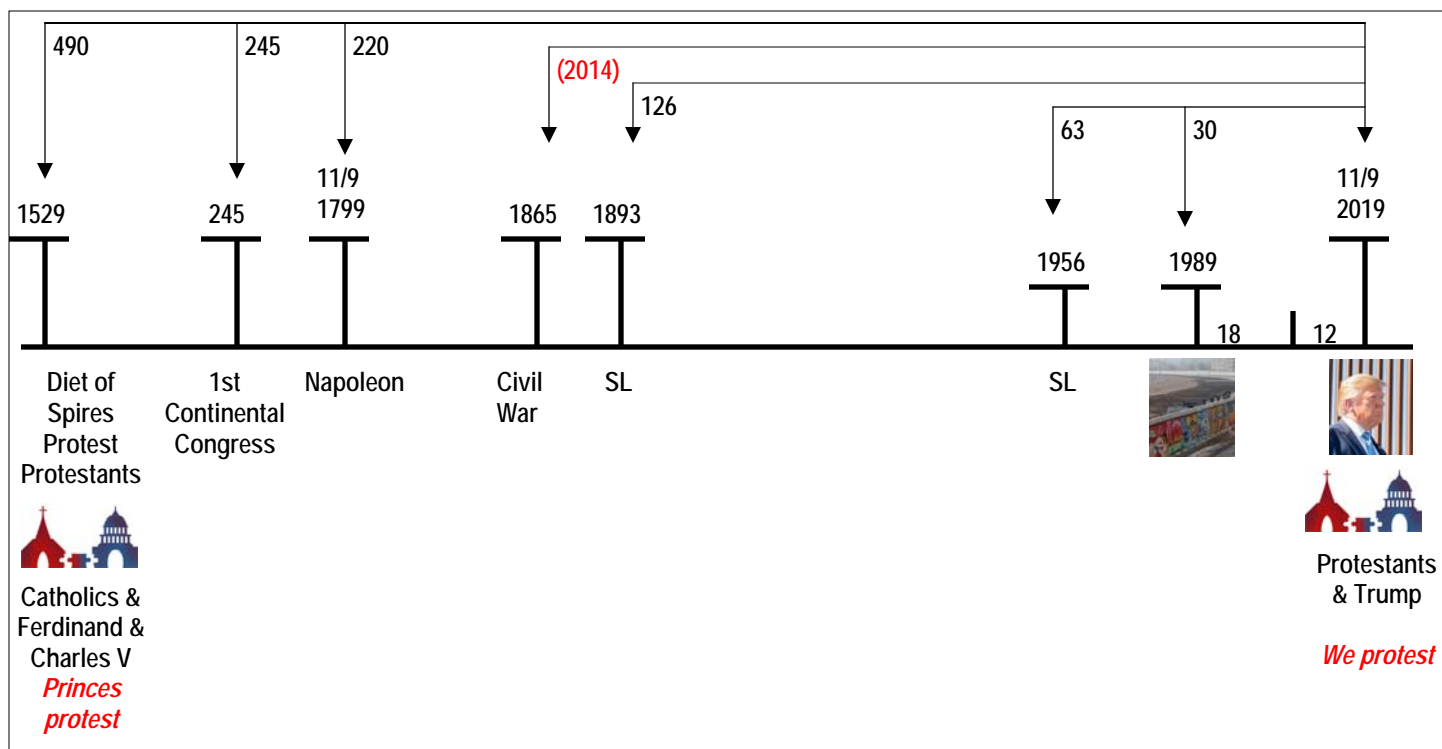 490
245
220
(2014)
126
63
30
11/9
1799
11/9
2019
1529
245
1865
1893
1956
1989
18
12
Diet of
Spires
Protest
Protestants
1st
Continental
Congress
Napoleon
Civil
War
SL
SL
Catholics &
Ferdinand &
Charles V
Princes
protest
Protestants
& Trump
We protest